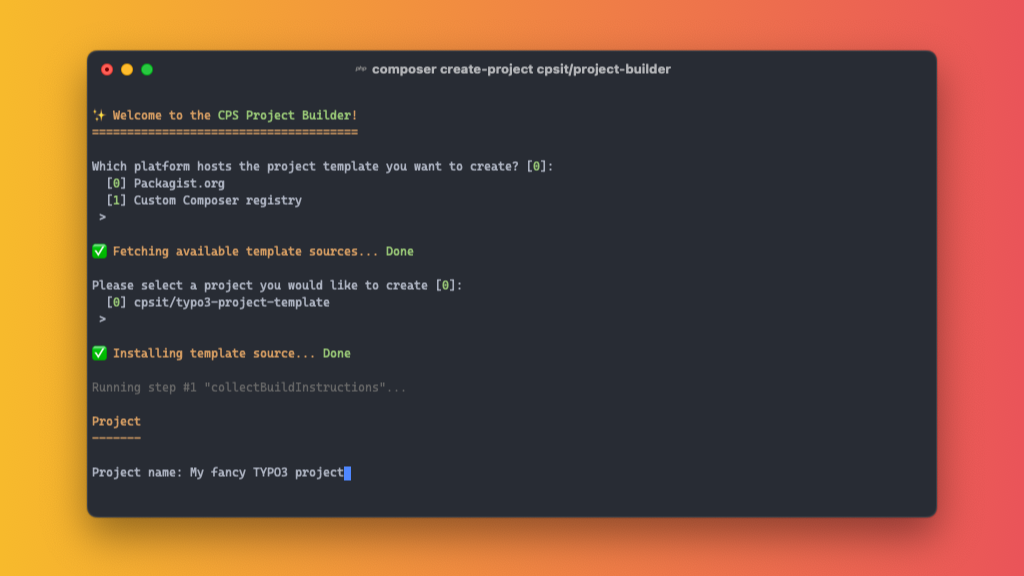 php composer create-project cpsit/project-builder
✨ Welcome to the CPS Project Builder!
======================================
Which platform hosts the project template you want to create? [0]:
[0] Packagist.org
[1] Custom Composer registry
>
✅ Fetching available template sources... Done
Please select a project you would like to create [0]:
[0] cpsit/typo3-project-template
>
✅ Installing template source... Done
Running step #1 "collectBuildInstructions"...
Project
-------
Project name: My fancy TYPO3 project